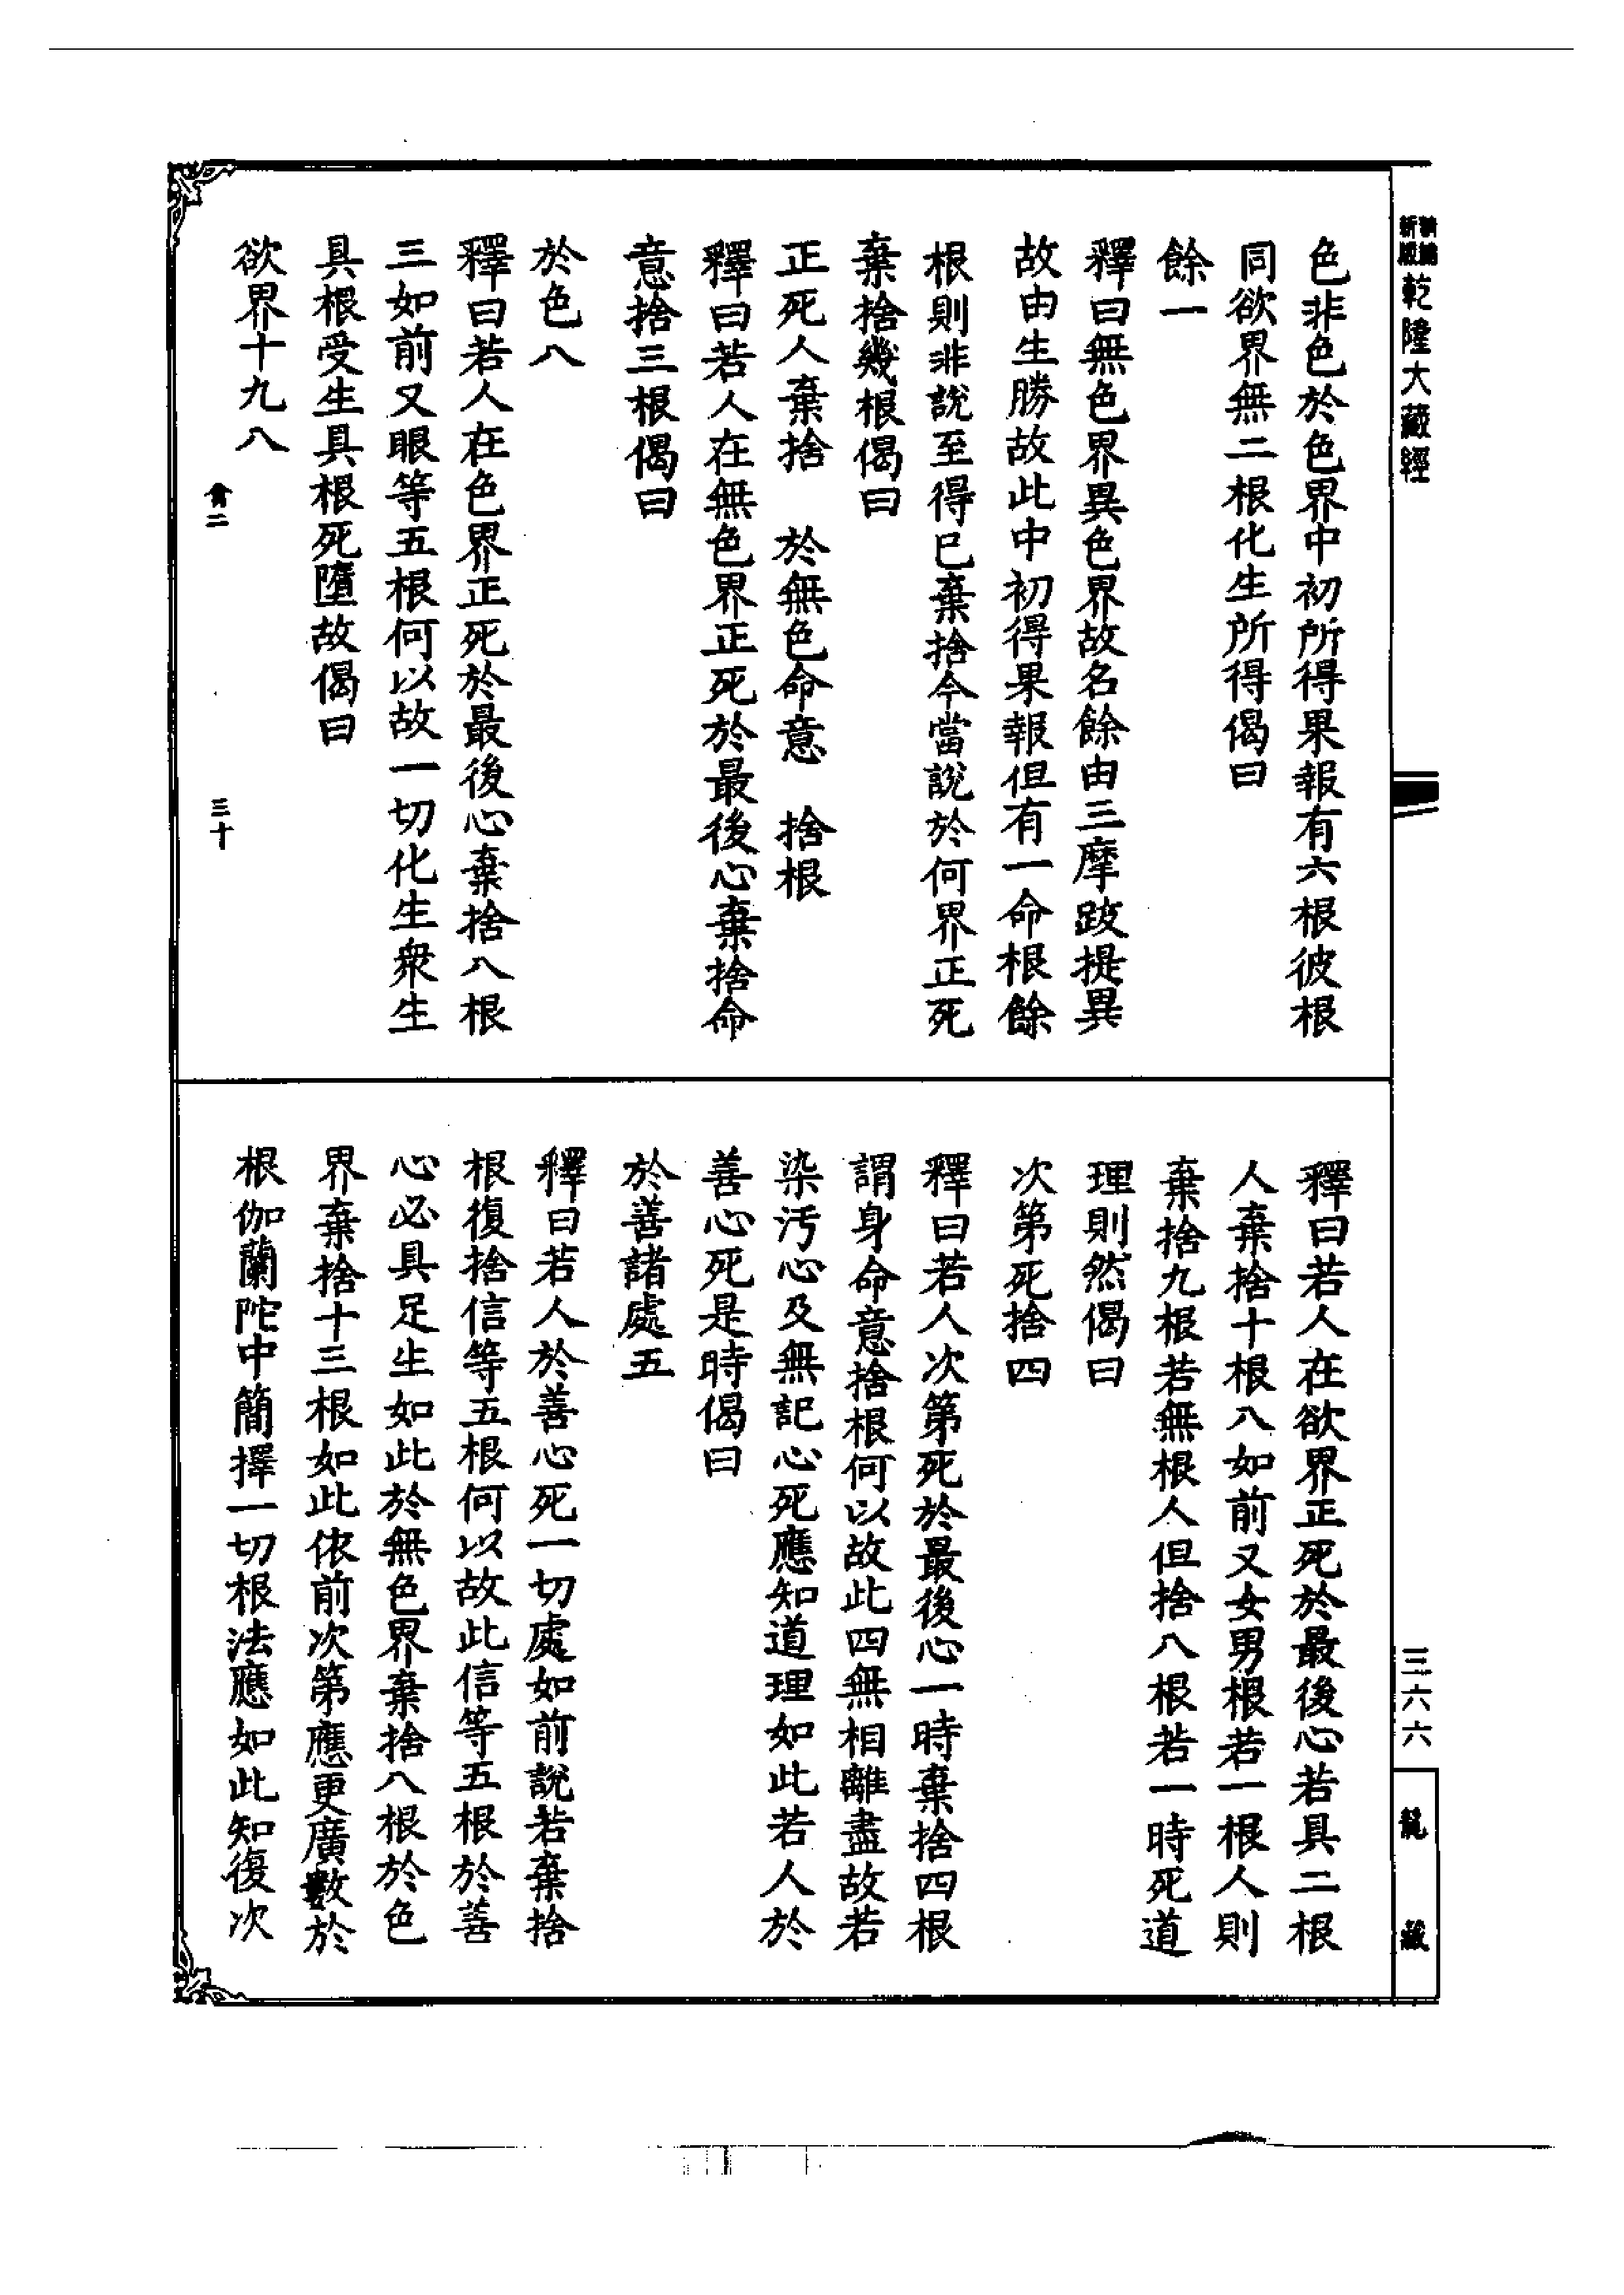 乾隆大藏經
色非色於色界中初所得果報有六根彼根
同欲界無二根化生所得偈曰
餘一
釋曰無色界異色界故名餘由三摩跋提異
故由生勝故此中初得果報但有一命根餘
根則非說至得已棄捨今當說於何界正死
棄捨幾根偈曰
正死人棄捨 於無色命意 捨根
釋曰若人在無色界正死於最後心棄捨命
意捨三根偈曰
於色八
釋曰若人在色界正死於最後心棄捨八根
三如前又眼等五根何以故一切化生衆生
具根受生具根死墮故偈曰
欲界十九八
三十
釋曰若人在欲界正死於最後心若具二根
人棄捨十根八如前又女男根若一根人則
棄捨九根若無根人但捨八根若一時死道
理則然偈曰
次第死捨四
釋曰若人次第死於最後心一時棄捨四根
謂身命意捨根何以故此四無相離盡故若
染汚心及無記心死應知道理如此若人於
善心死是時偈曰
於善諸處五
釋曰若人於善心死一切處如前說若棄捨
根復捨信等五根何以故此信等五根於善
心必具足生如此於無色界棄捨八根於色
界棄捨十三根如此依前次第應更廣數於
根伽蘭陀中簡擇一切根法應如此知復次
三六六
龍藏